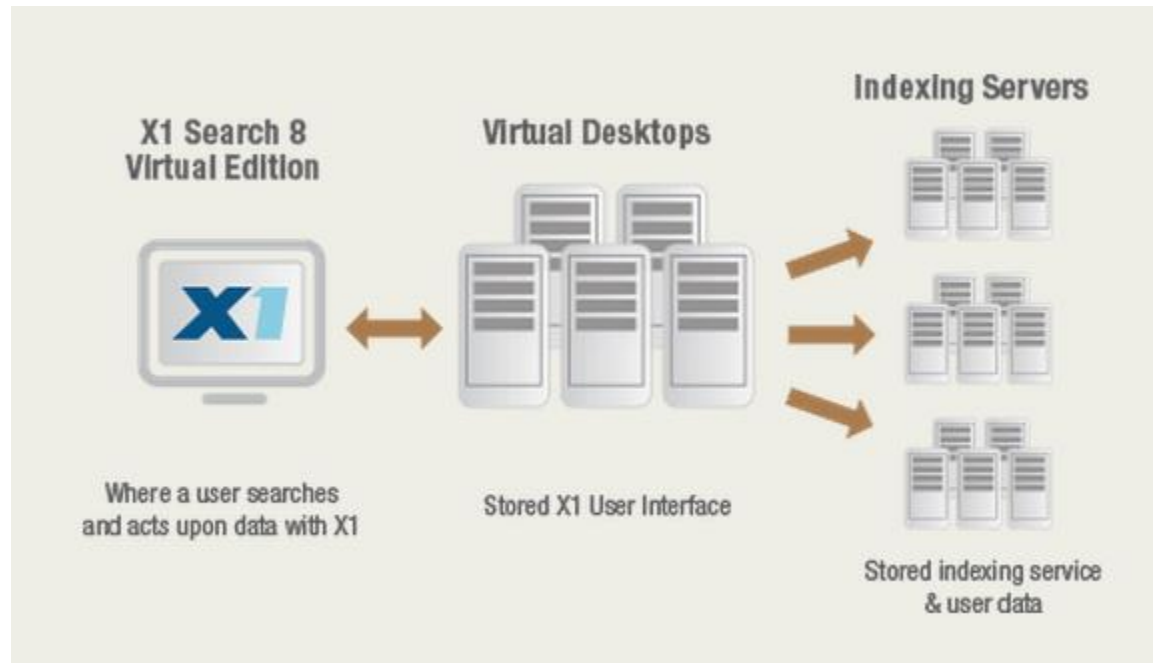 X1 Search 8
Virtual Edition
Virtual Desktops
Indexing Servers
X1
Where a user searches
and acts upon data with X1
Stored X1 User Interface
Stored indexing service
& user data